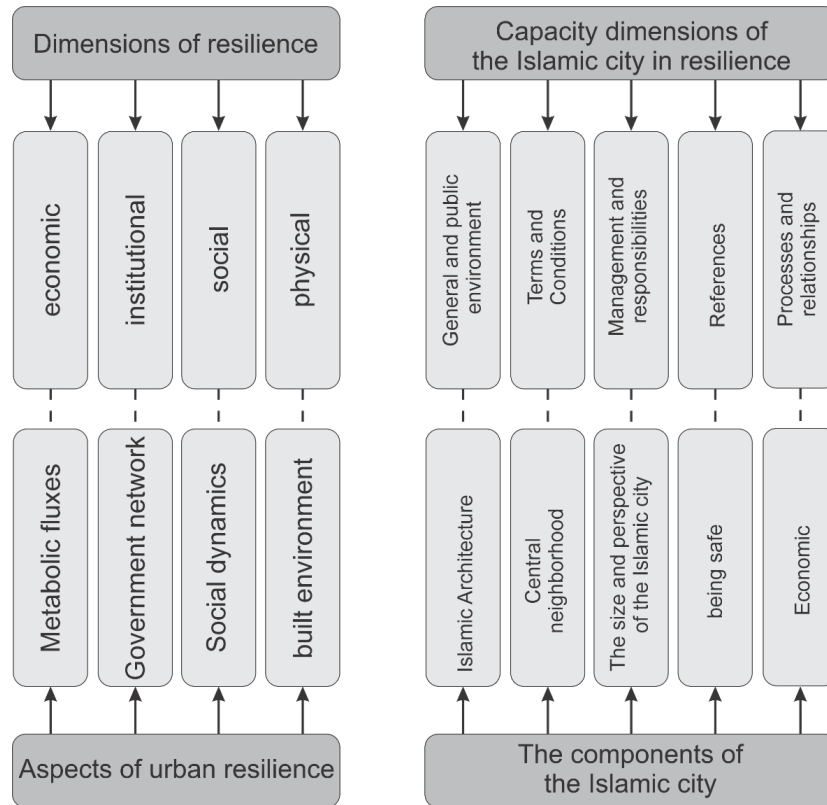 Dimensions of resilience
economic
institutional
social
physical
Metabolic fluxes
Government network
Social dynamics
built environment
Aspects of urban resilience
Capacity dimensions of
the Islamic city in resilience
General and public
environment
Terms and
Conditions
Management and
responsibilities
References
Processes and
relationships
Islamic Architecture
Central
neighborhood
The size and perspective
of the Islamic city
being safe
Economic
The components of
the Islamic city